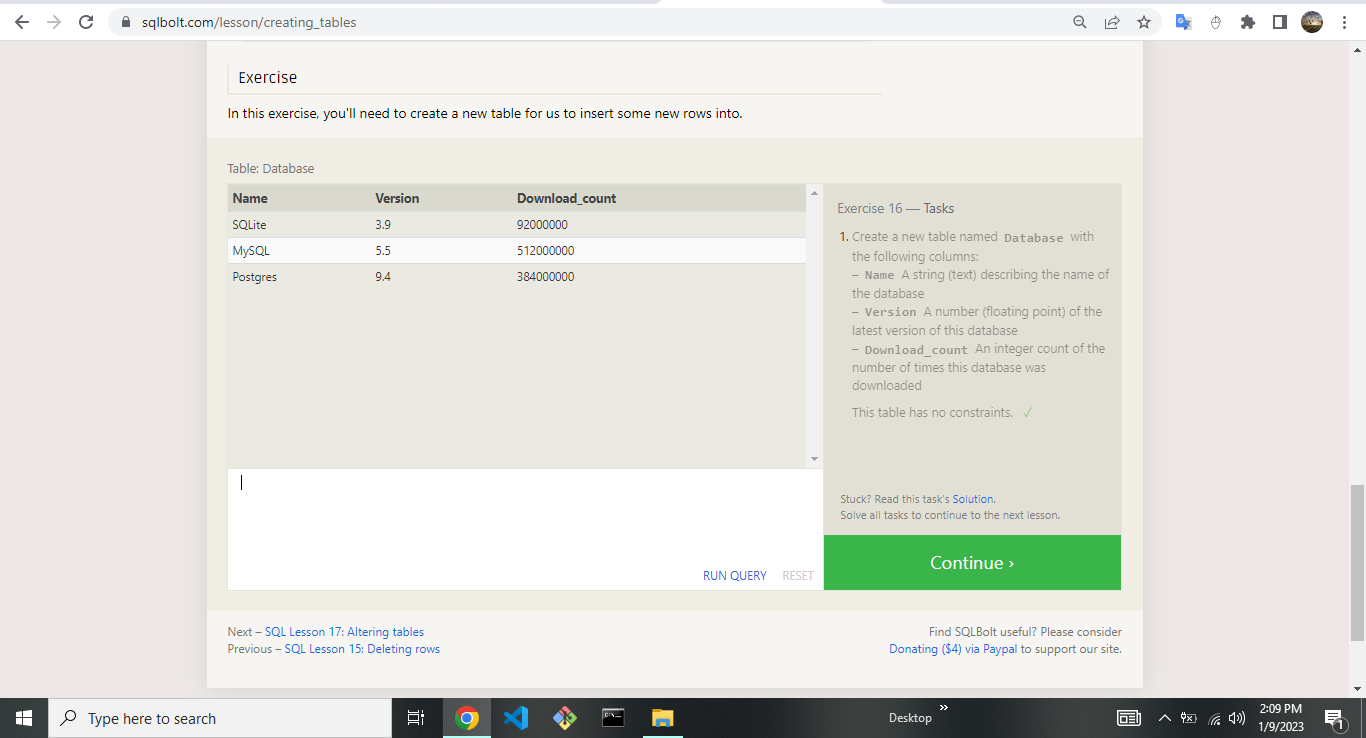 sqlbolt.com/lesson/creating_tables
Exercise
In this exercise, you'll need to create a new table for us to insert some new rows into.
Table: Database
Name Version Download_count
SQLite 3.9 92000000
MySQL 5.5 512000000
Postgres 9.4 384000000
Exercise 16 — Tasks
1. Create a new table named Database with
the following columns:
– Name A string (text) describing the name of
the database
– Version A number (floating point) of the
latest version of this database
– Download_count An integer count of the
number of times this database was
downloaded
This table has no constraints. ✓
Stuck? Read this task's Solution.
Solve all tasks to continue to the next lesson.
RUN QUERY RESET
Continue ›
Next – SQL Lesson 17: Altering tables
Previous – SQL Lesson 15: Deleting rows
Find SQLBolt useful? Please consider
Donating ($4) via Paypal to support our site.
Type here to search
Desktop »
2:09 PM
1/9/2023
1